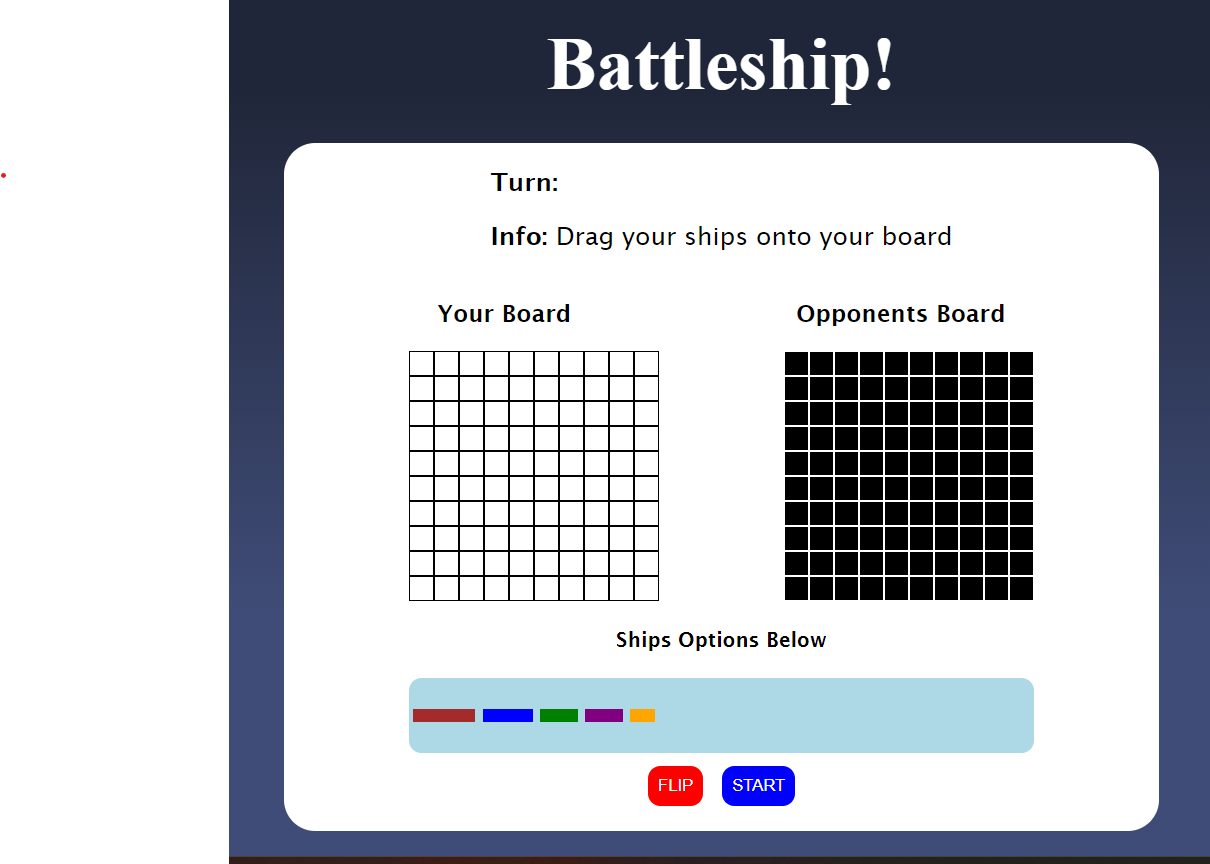 Battleship!
Turn:
Info: Drag your ships onto your board
Your Board
Opponents Board
Ships Options Below
FLIP
START